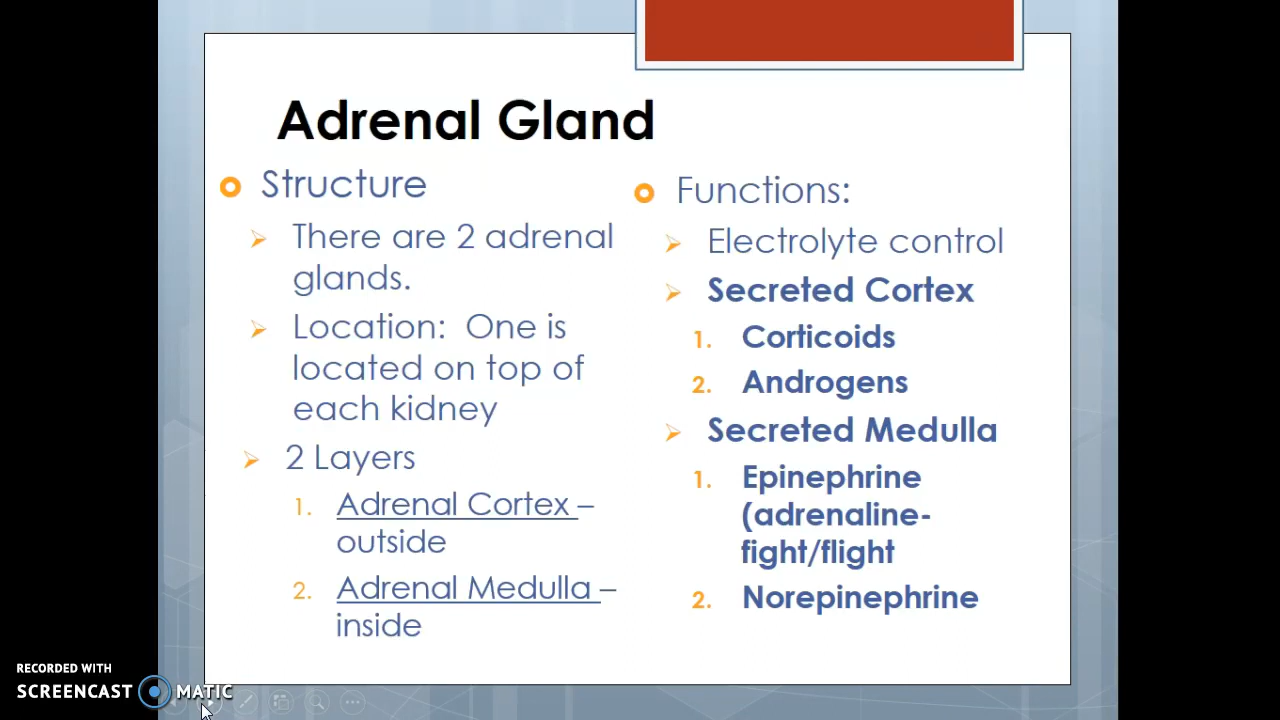 Adrenal Gland
Structure
There are 2 adrenal
glands.
Location:  One is
located on top of
each kidney
2 Layers
1. Adrenal Cortex –
outside
2. Adrenal Medulla –
inside
Functions:
Electrolyte control
Secreted Cortex
1. Corticoids
2. Androgens
Secreted Medulla
1. Epinephrine
(adrenaline-
fight/flight
2. Norepinephrine
RECORDED WITH
SCREENCAST MATIC